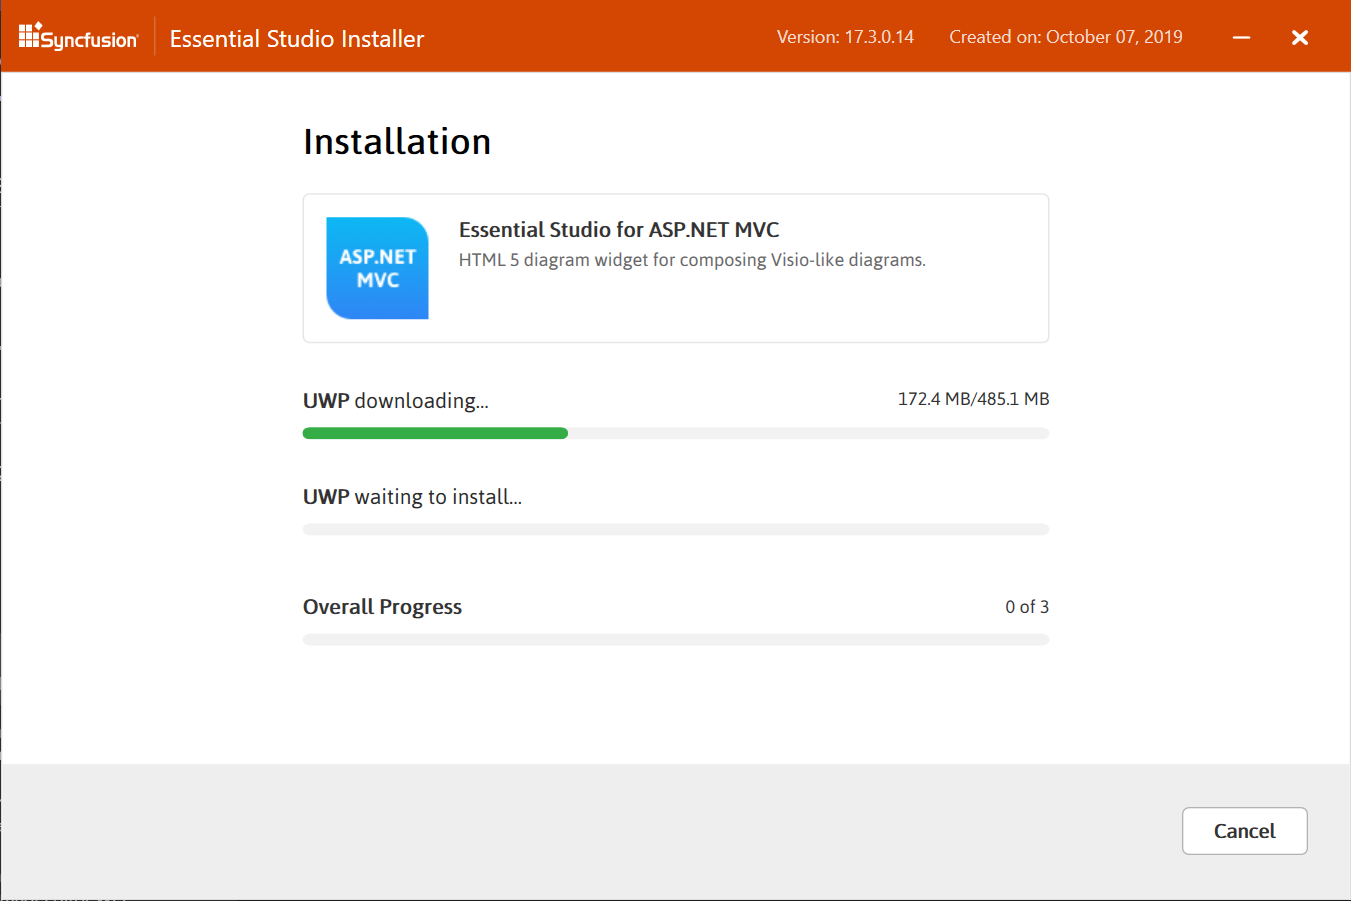 Syncfusion
Essential Studio Installer
Version: 17.3.0.14
Created on: October 07, 2019
Installation
ASP.NET
MVC
Essential Studio for ASP.NET MVC
HTML 5 diagram widget for composing Visio-like diagrams.
UWP downloading...
172.4 MB/485.1 MB
UWP waiting to install...
Overall Progress
0 of 3
Cancel